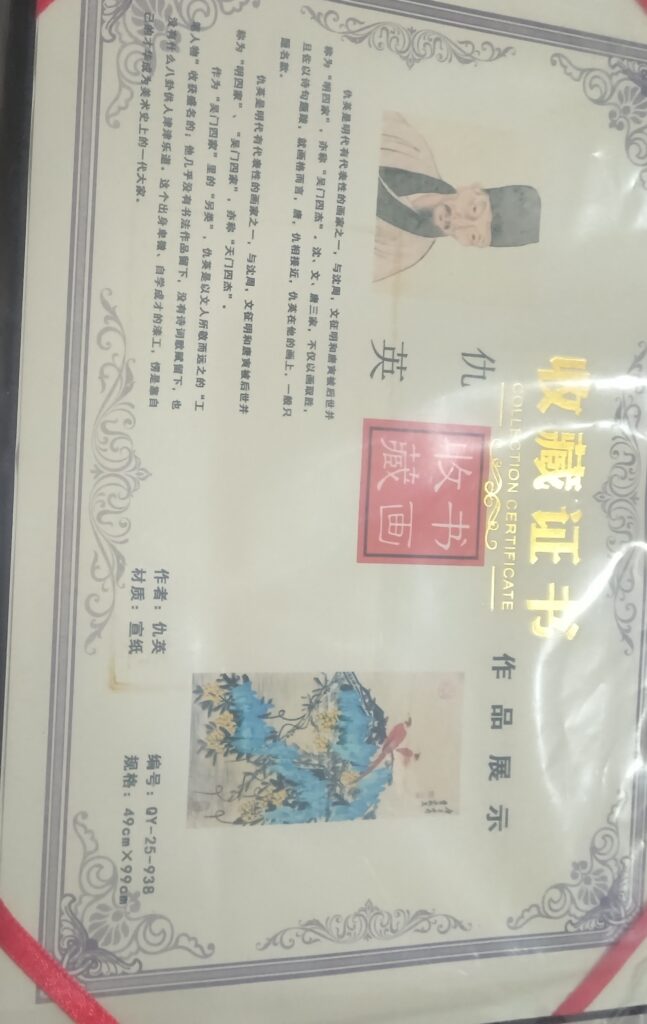 收藏证书
COLLECTION CERTIFICATE
书画
收藏
仇英
仇英是明代有代表性的画家之一，与沈周，文征明和唐寅被后世并
称为“明四家”，亦称“吴门四杰”。沈、文、唐三家，不仅以画取胜，
且佐以诗句题跋，就画格而言，唐，仇相接近，仇英在他的画上，一般只
题名款。
仇英是明代有代表性的画家之一，与沈周，文征明和唐寅被后世并
称为“明四家”、“吴门四家”，亦称“天门四杰”。
作为“吴门四家”里的“另类”，仇英是以文人所敬而远之的“工
笔人物”收获盛名的；他几乎没有书法作品留下，没有诗词歌赋留下，也
没有什么八卦供人津津乐道。这个出身卑微、自学成才的漆工，愣是靠自
己的才华成为美术史上的一代大家。
作品展示
作者：仇英
材质：宣纸
编号：QY-25-938
规格：49cm×99cm